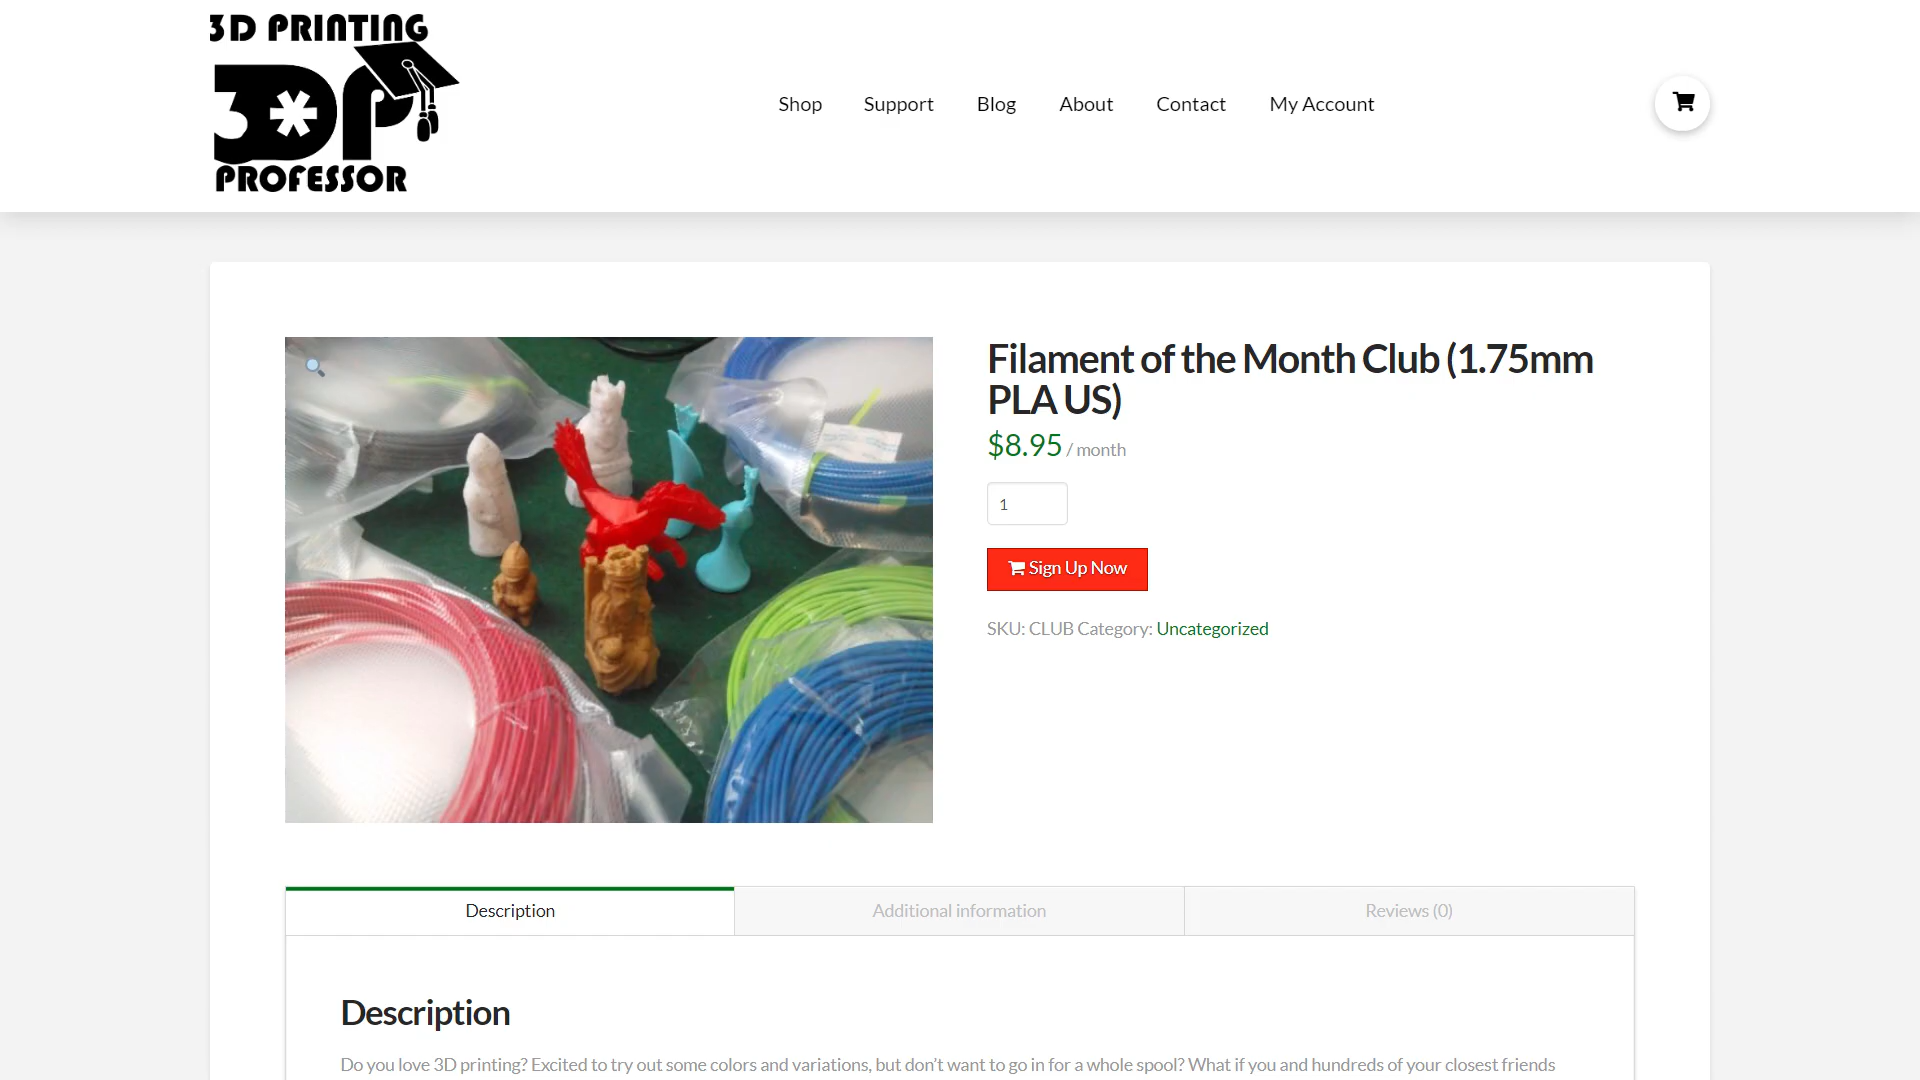 3D PRINTING
3DP
PROFESSOR
Shop Support Blog About Contact My Account
Filament of the Month Club (1.75mm
PLA US)
$8.95 / month
1
Sign Up Now
SKU: CLUB Category: Uncategorized
Description Additional information Reviews (0)
Description
Do you love 3D printing? Excited to try out some colors and variations, but don’t want to go in for a whole spool? What if you and hundreds of your closest friends